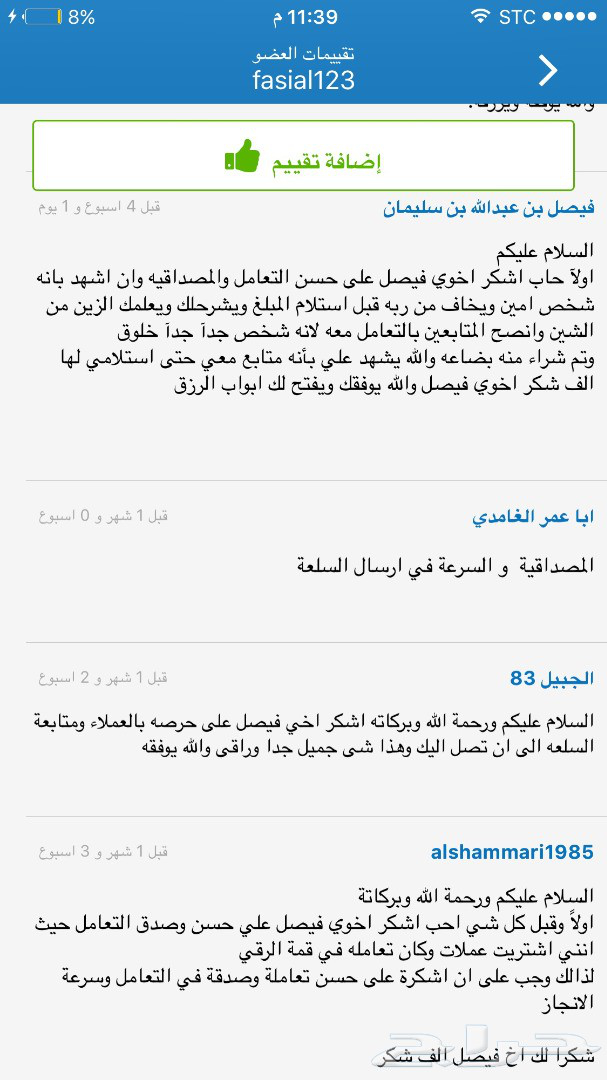 8% 11:39 م STC
تقييمات العضو
fasial123
والله يوفقه ويرزقه.
إضافة تقييم
فيصل بن عبدالله بن سليمان قبل 4 اسبوع و 1 يوم
السلام عليكم
اولآ حاب اشكر اخوي فيصل على حسن التعامل والمصداقيه وان اشهد بانه
شخص امين ويخاف من ربه قبل استلام المبلغ ويشرحلك ويعلمك الزين من
الشين وانصح المتابعين بالتعامل معه لانه شخص جدآ جدآ خلوق
وتم شراء منه بضاعه والله يشهد علي بأنه متابع معي حتى استلامي لها
الف شكر اخوي فيصل والله يوفقك ويفتح لك ابواب الرزق
ابا عمر الغامدي قبل 1 شهر و 0 اسبوع
المصداقية و السرعة في ارسال السلعة
الجبيل 83 قبل 1 شهر و 2 اسبوع
السلام عليكم ورحمة الله وبركاته اشكر اخي فيصل على حرصه بالعملاء ومتابعة
السلعه الى ان تصل اليك وهذا شى جميل جدا وراقى والله يوفقه
alshammari1985 قبل 1 شهر و 3 اسبوع
السلام عليكم ورحمة الله وبركاتة
اولاً وقبل كل شي احب اشكر اخوي فيصل علي حسن وصدق التعامل حيث
انني اشتريت عملات وكان تعامله في قمة الرقي
لذالك وجب على ان اشكرة على حسن تعاملة وصدقة في التعامل وسرعة
الانجاز
شكرا لك اخ فيصل الف شكر
حراج